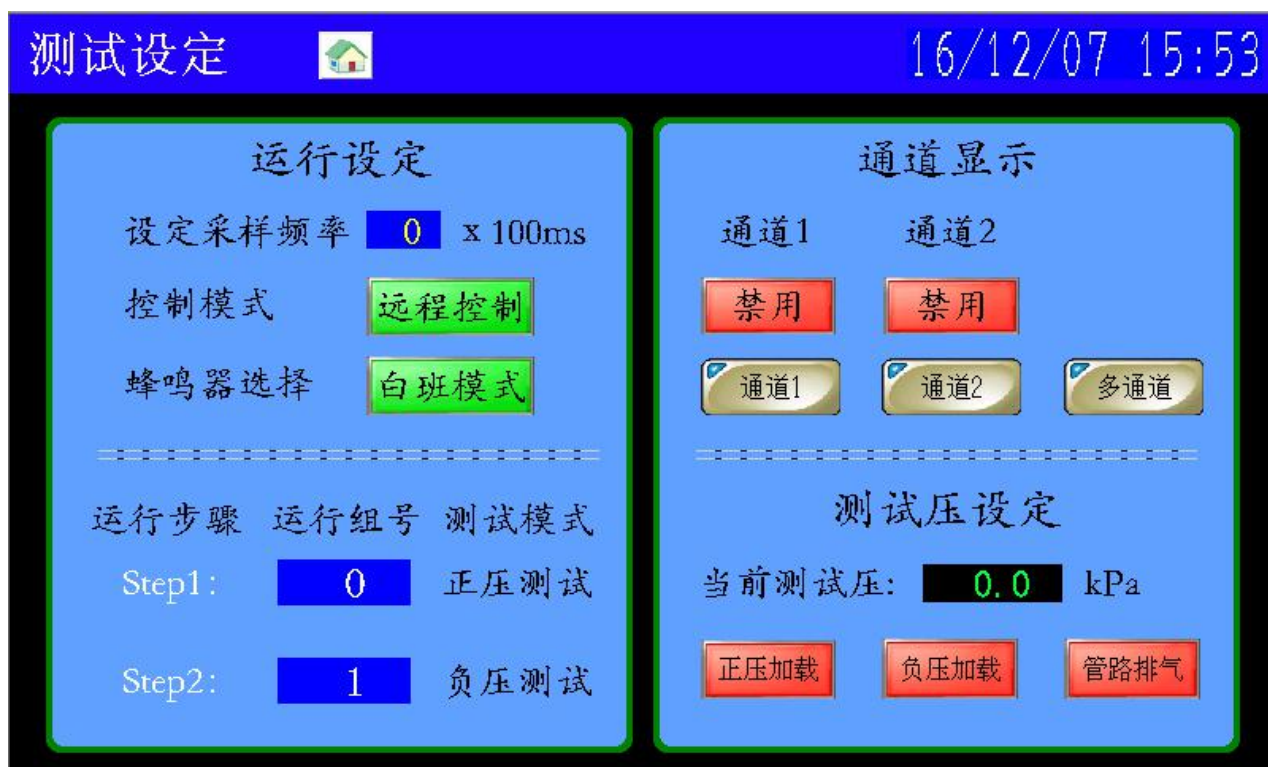 测试设定 16/12/07 15:53
运行设定
设定采样频率 0 x 100ms
控制模式 远程控制
蜂鸣器选择 白班模式
运行步骤 运行组号 测试模式
Step1: 0 正压测试
Step2: 1 负压测试
通道显示
通道1 通道2
禁用 禁用
通道1 通道2 多通道
测试压设定
当前测试压: 0.0 kPa
正压加载 负压加载 管路排气